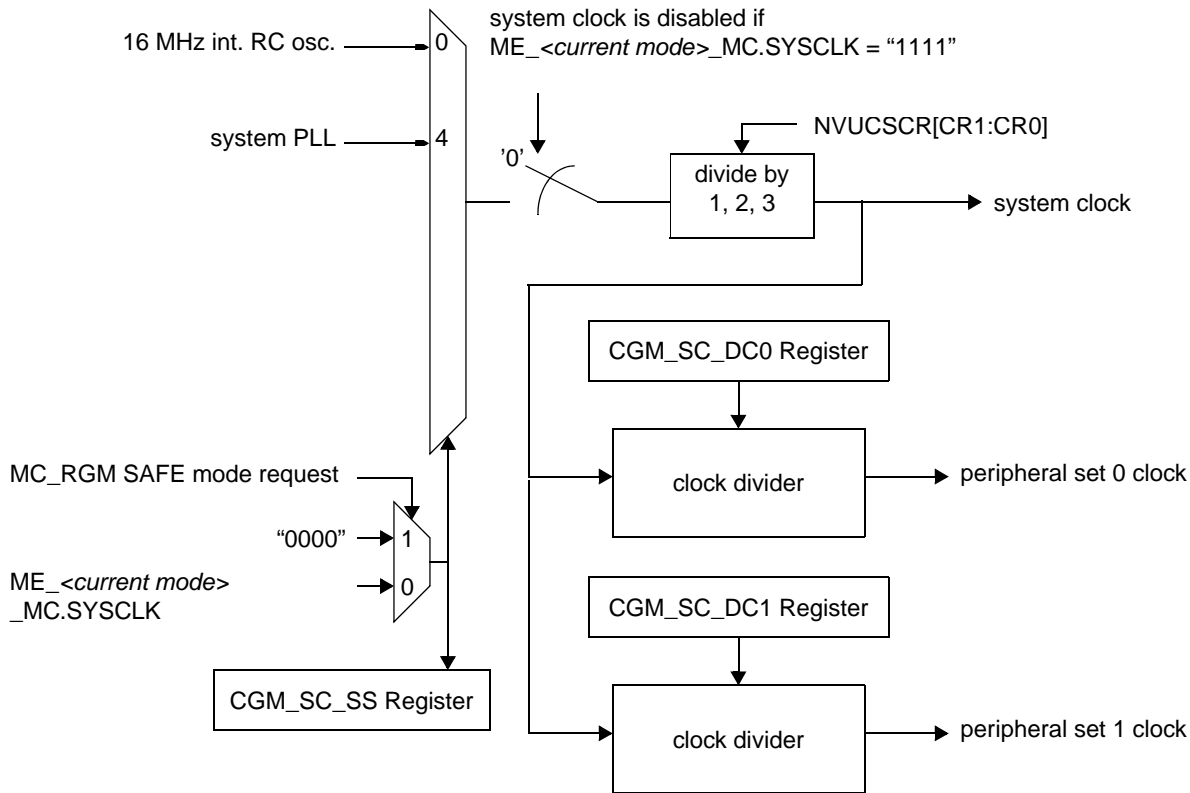 system clock is disabled if
ME_<current mode>_MC.SYSCLK = “1111”
16 MHz int. RC osc.
0
system PLL
4
'0'
NVUCSCR[CR1:CR0]
divide by
1, 2, 3
system clock
CGM_SC_DC0 Register
MC_RGM SAFE mode request
clock divider
peripheral set 0 clock
“0000”
1
ME_<current mode>
_MC.SYSCLK
0
CGM_SC_DC1 Register
CGM_SC_SS Register
clock divider
peripheral set 1 clock